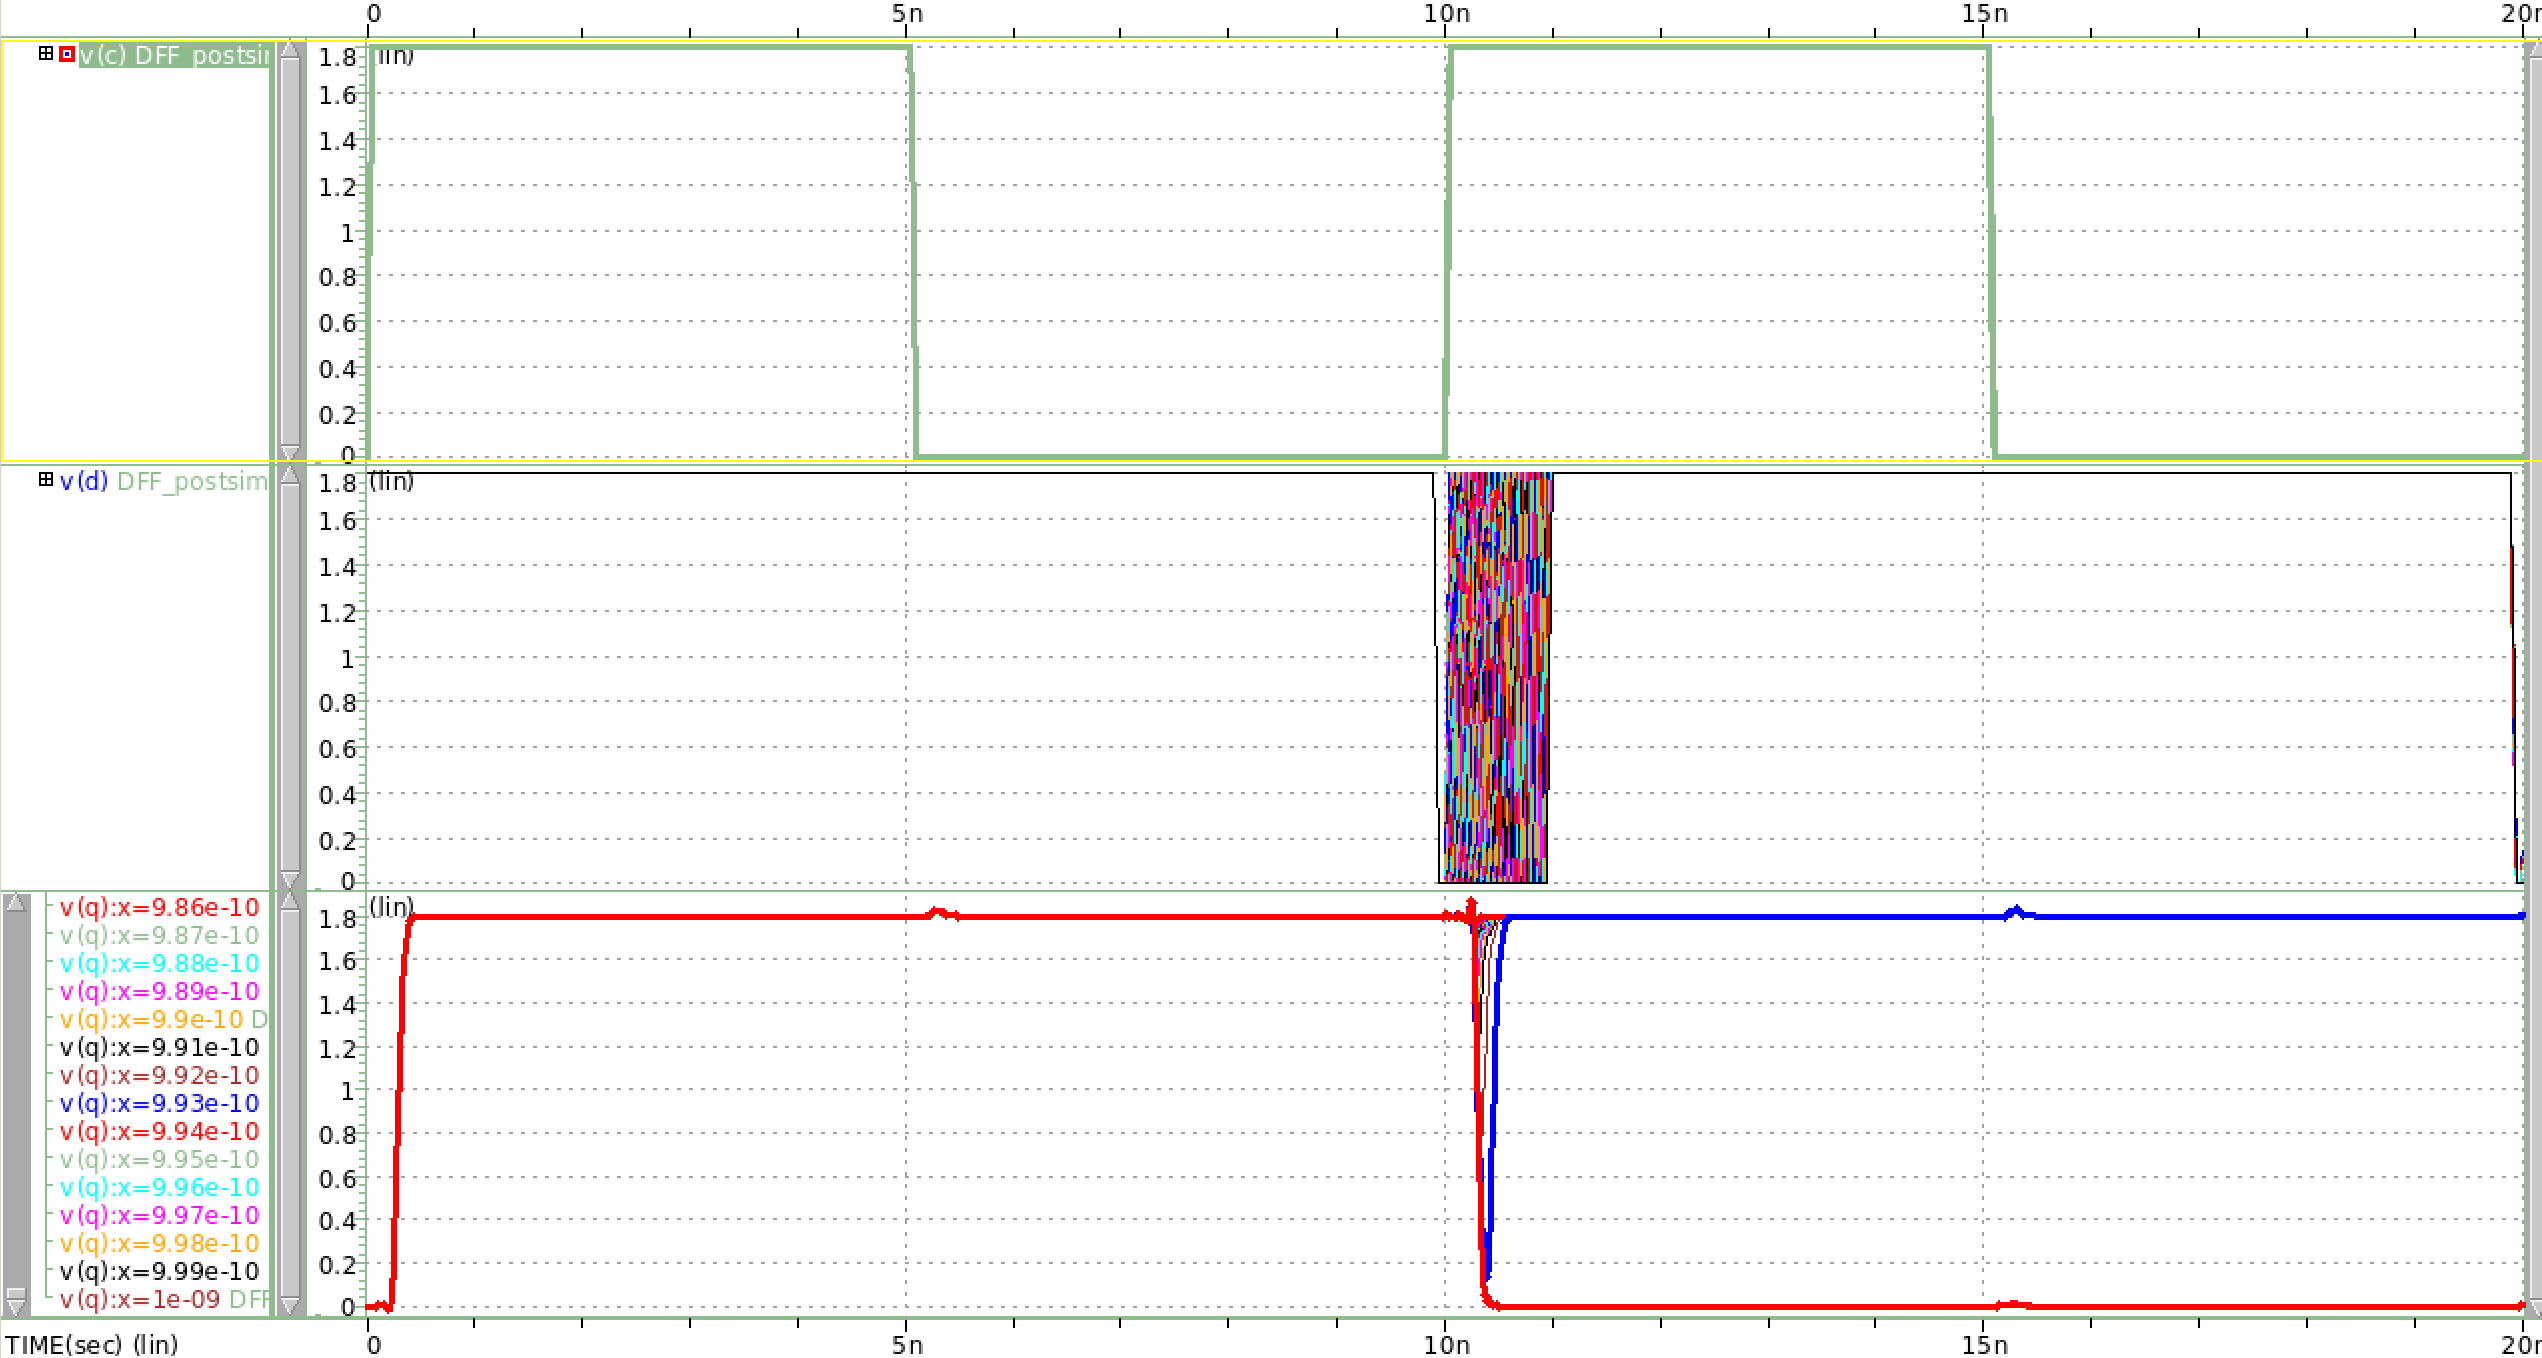 0 5n 10n 15n 20n
v(c) DFF_postsim
(lin)
1.8
1.6
1.4
1.2
1
0.8
0.6
0.4
0.2
0
v(d) DFF_postsim
(lin)
1.8
1.6
1.4
1.2
1
0.8
0.6
0.4
0.2
0
v(q):x=9.86e-10
v(q):x=9.87e-10
v(q):x=9.88e-10
v(q):x=9.89e-10
v(q):x=9.9e-10 D
v(q):x=9.91e-10
v(q):x=9.92e-10
v(q):x=9.93e-10
v(q):x=9.94e-10
v(q):x=9.95e-10
v(q):x=9.96e-10
v(q):x=9.97e-10
v(q):x=9.98e-10
v(q):x=9.99e-10
v(q):x=1e-09 DFF
(lin)
1.8
1.6
1.4
1.2
1
0.8
0.6
0.4
0.2
0
TIME(sec) (lin)
0 5n 10n 15n 20n